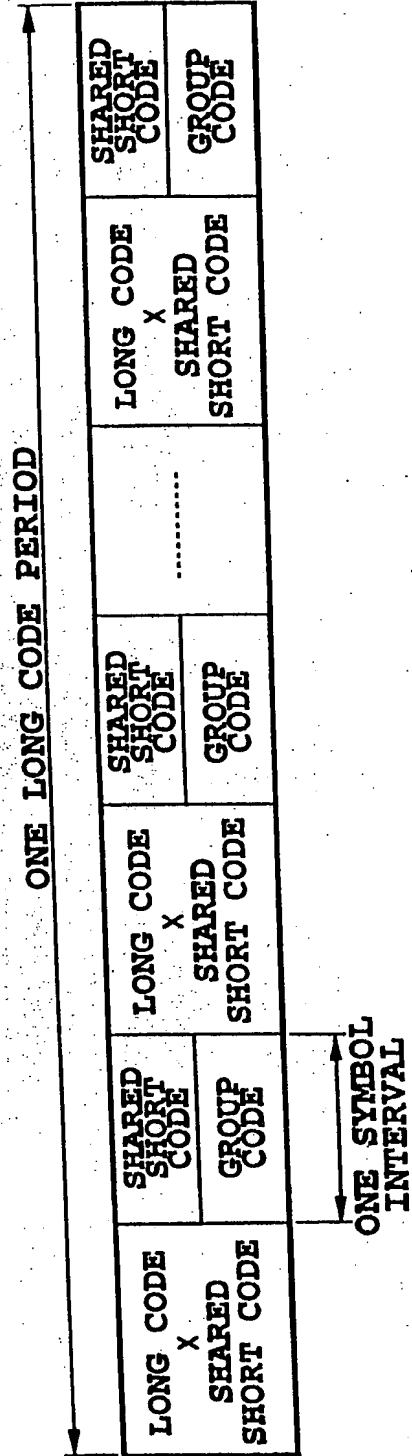 ONE LONG CODE PERIOD
LONG CODE
X
SHARED
SHORT CODE
SHARED
SHORT
CODE
GROUP
CODE
LONG CODE
X
SHARED
SHORT CODE
SHARED
SHORT
CODE
GROUP
CODE
..........
LONG CODE
X
SHARED
SHORT CODE
SHARED
SHORT
CODE
GROUP
CODE
ONE SYMBOL
INTERVAL